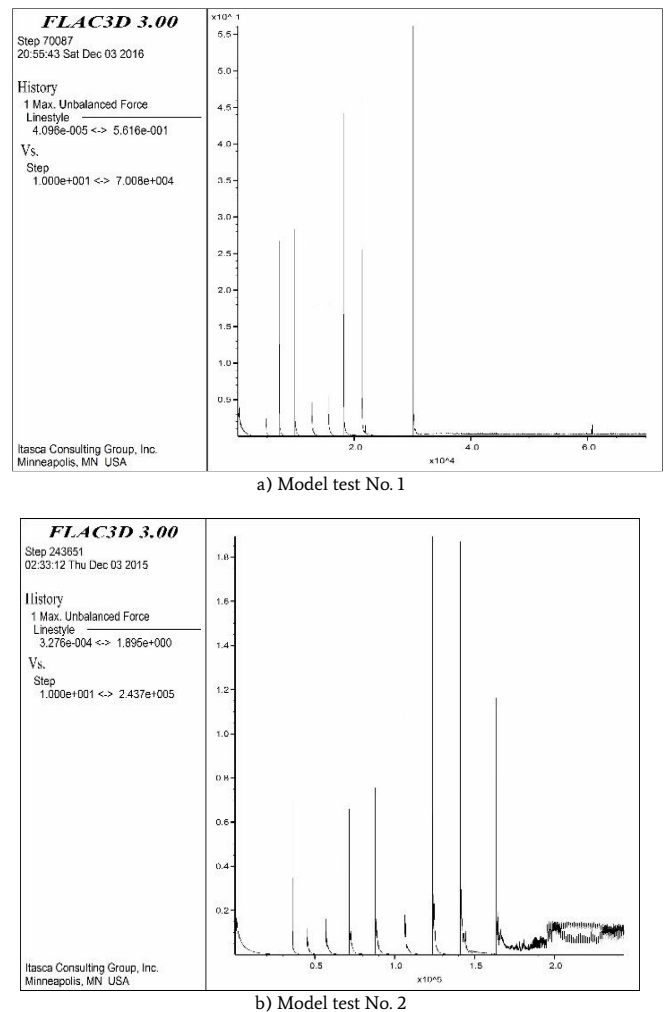 FLAC3D 3.00
Step 70087
20:55:43 Sat Dec 03 2016
History
1 Max. Unbalanced Force
Linestyle
4.096e-005 <-> 5.616e-001
Vs.
Step
1.000e+001 <-> 7.008e+004
Itasca Consulting Group, Inc.
Minneapolis, MN USA
x10^ 1
5.5
5.0
4.5
4.0
3.5
3.0
2.5
2.0
1.5
1.0
0.5
2.0 4.0 6.0
x10^4
a) Model test No. 1
FLAC3D 3.00
Step 243651
02:33:12 Thu Dec 03 2015
History
1 Max. Unbalanced Force
Linestyle
3.276e-004 <-> 1.895e+000
Vs.
Step
1.000e+001 <-> 2.437e+005
Itasca Consulting Group, Inc.
Minneapolis, MN USA
1.8
1.6
1.4
1.2
1.0
0.8
0.6
0.4
0.2
0.5 1.0 1.5 2.0
x10^5
b) Model test No. 2